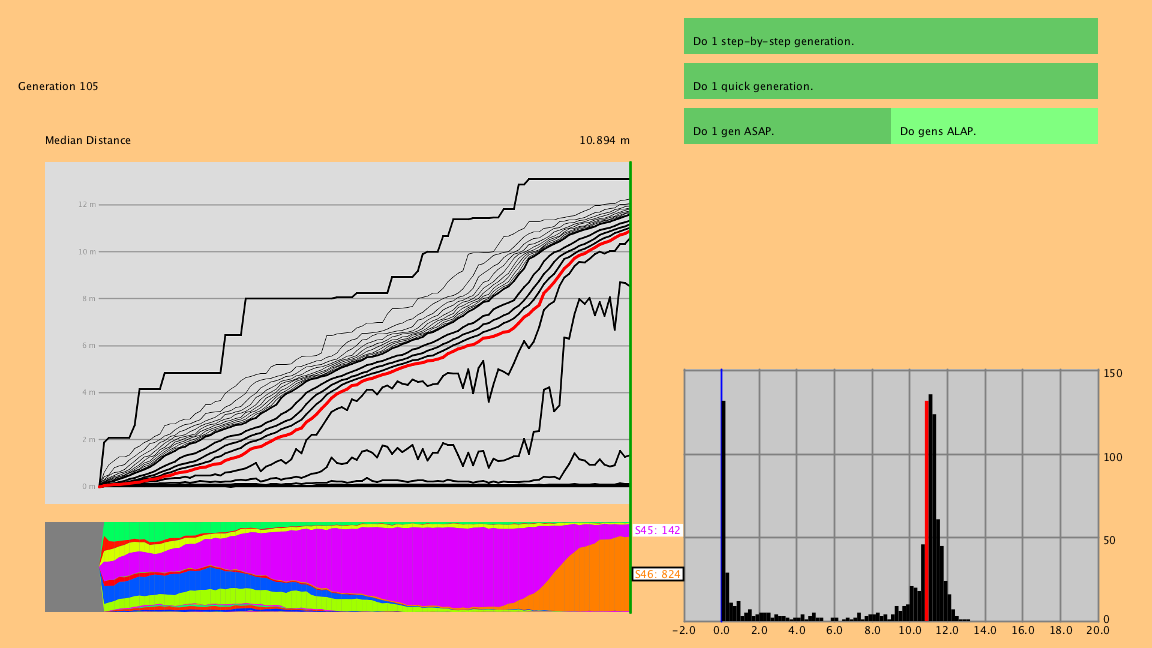 Do 1 step-by-step generation.
Generation 105
Do 1 quick generation.
Do 1 gen ASAP.
Do gens ALAP.
Median Distance
10.894 m
12 m
10 m
8 m
6 m
4 m
2 m
0 m
S45: 142
S46: 824
150
100
50
0
-2.0
0.0
2.0
4.0
6.0
8.0
10.0
12.0
14.0
16.0
18.0
20.0